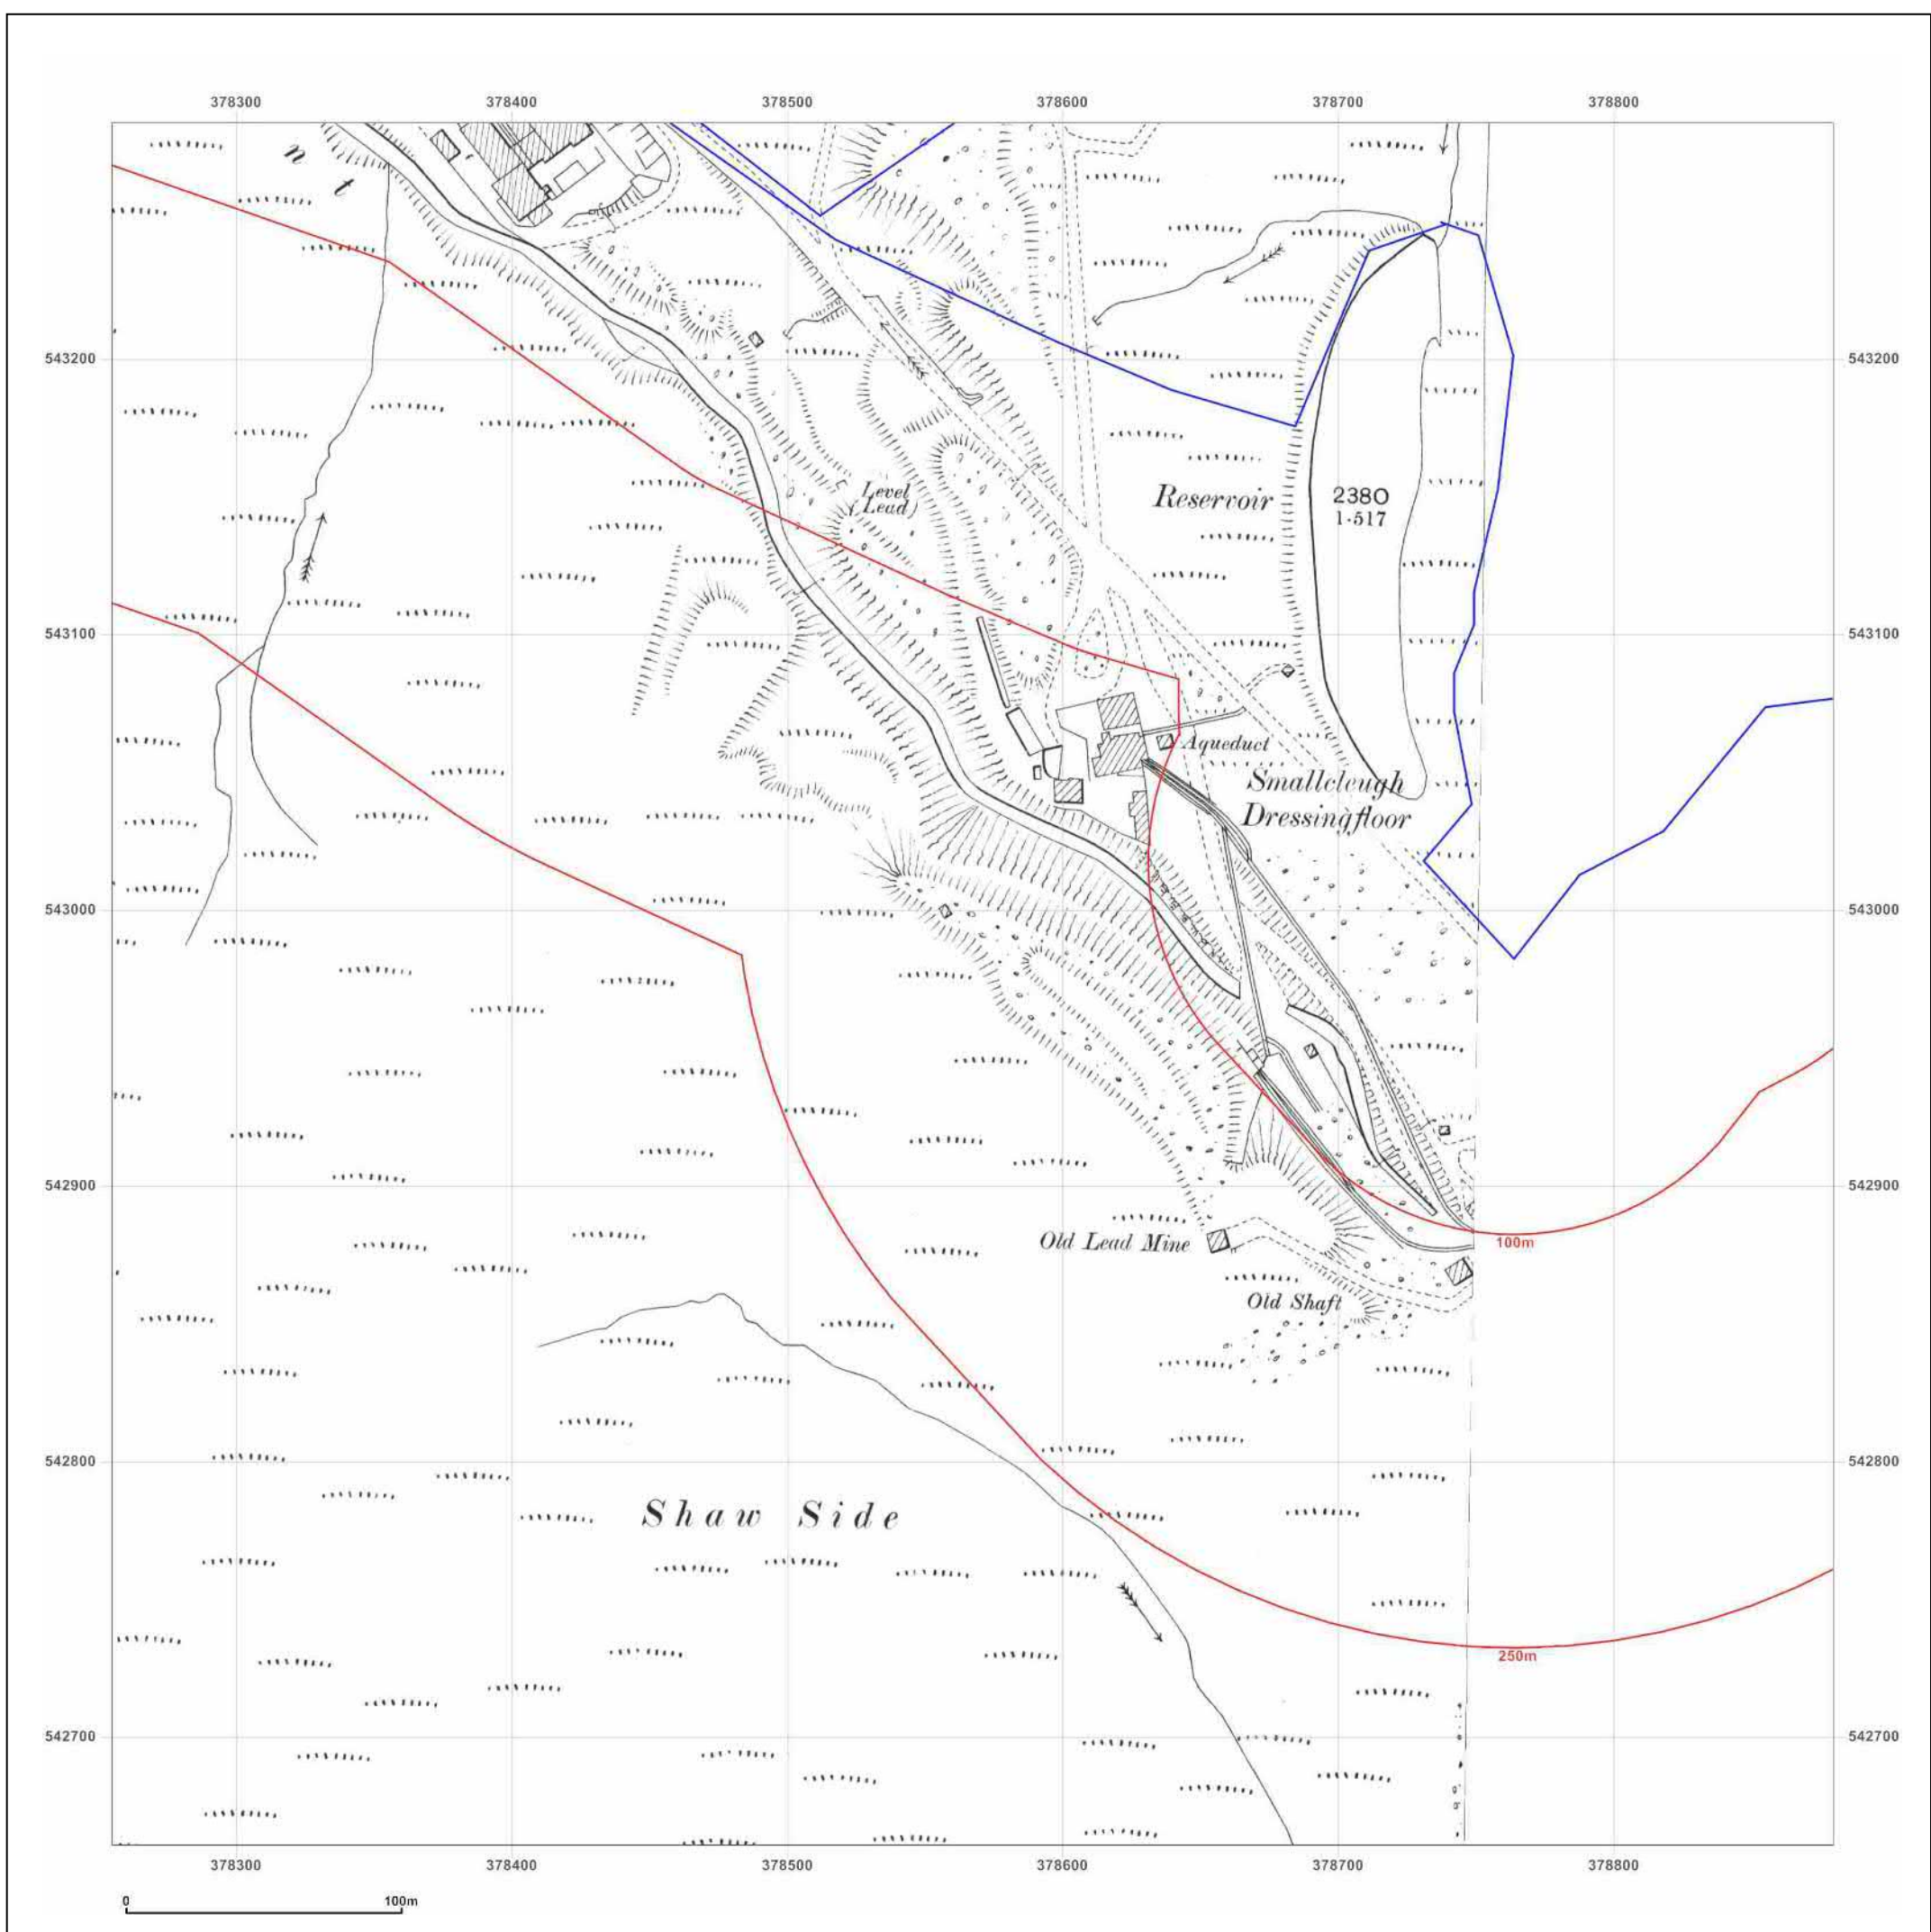 378300 378400 378500 378600 378700 378800
n
t
543200 543200
Level
(Lead)
Reservoir
2380
1·517
543100 543100
Aqueduct
Smallcleugh
Dressingfloor
543000 543000
542900 542900
Old Lead Mine
100m
Old Shaft
542800 542800
Shaw Side
250m
542700 542700
378300 378400 378500 378600 378700 378800
0 100m